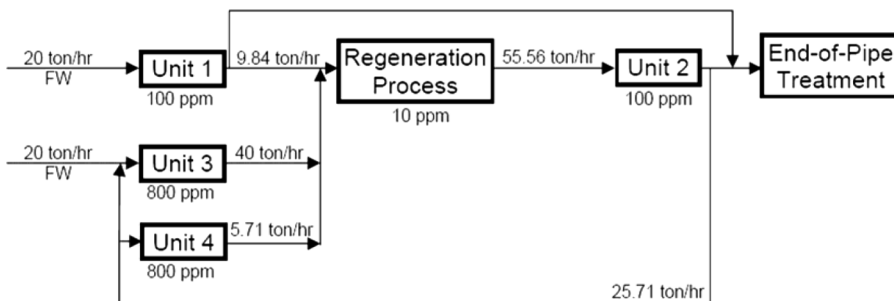 20 ton/hr
FW
Unit 1
100 ppm
9.84 ton/hr
Regeneration
Process
10 ppm
55.56 ton/hr
Unit 2
100 ppm
End-of-Pipe
Treatment
20 ton/hr
FW
Unit 3
800 ppm
40 ton/hr
Unit 4
800 ppm
5.71 ton/hr
25.71 ton/hr